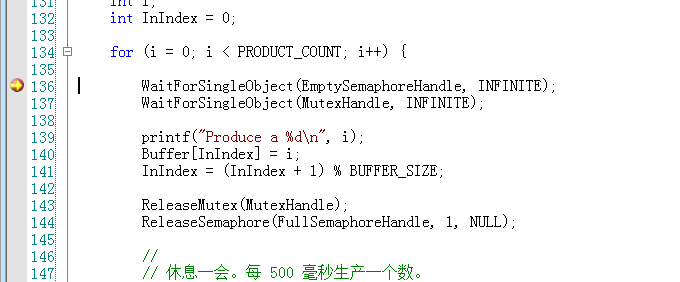 131 int i;
132 int InIndex = 0;
133
134 for (i = 0; i < PRODUCT_COUNT; i++) {
135
136 WaitForSingleObject(EmptySemaphoreHandle, INFINITE);
137 WaitForSingleObject(MutexHandle, INFINITE);
138
139 printf("Produce a %d\n", i);
140 Buffer[InIndex] = i;
141 InIndex = (InIndex + 1) % BUFFER_SIZE;
142
143 ReleaseMutex(MutexHandle);
144 ReleaseSemaphore(FullSemaphoreHandle, 1, NULL);
145
146 //
147 // 休息一会。每 500 毫秒生产一个数。